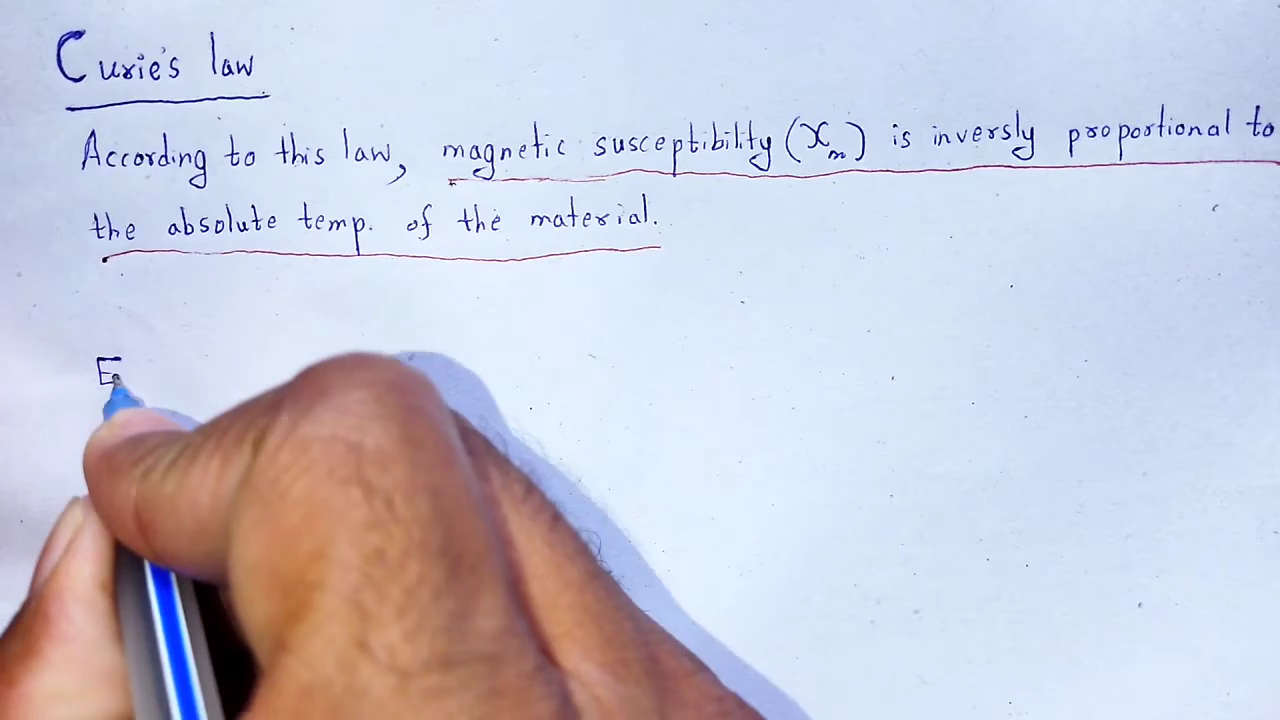 Curie's law
According to this law, magnetic susceptibility (χm) is inversly proportional to
the absolute temp. of the material.
E